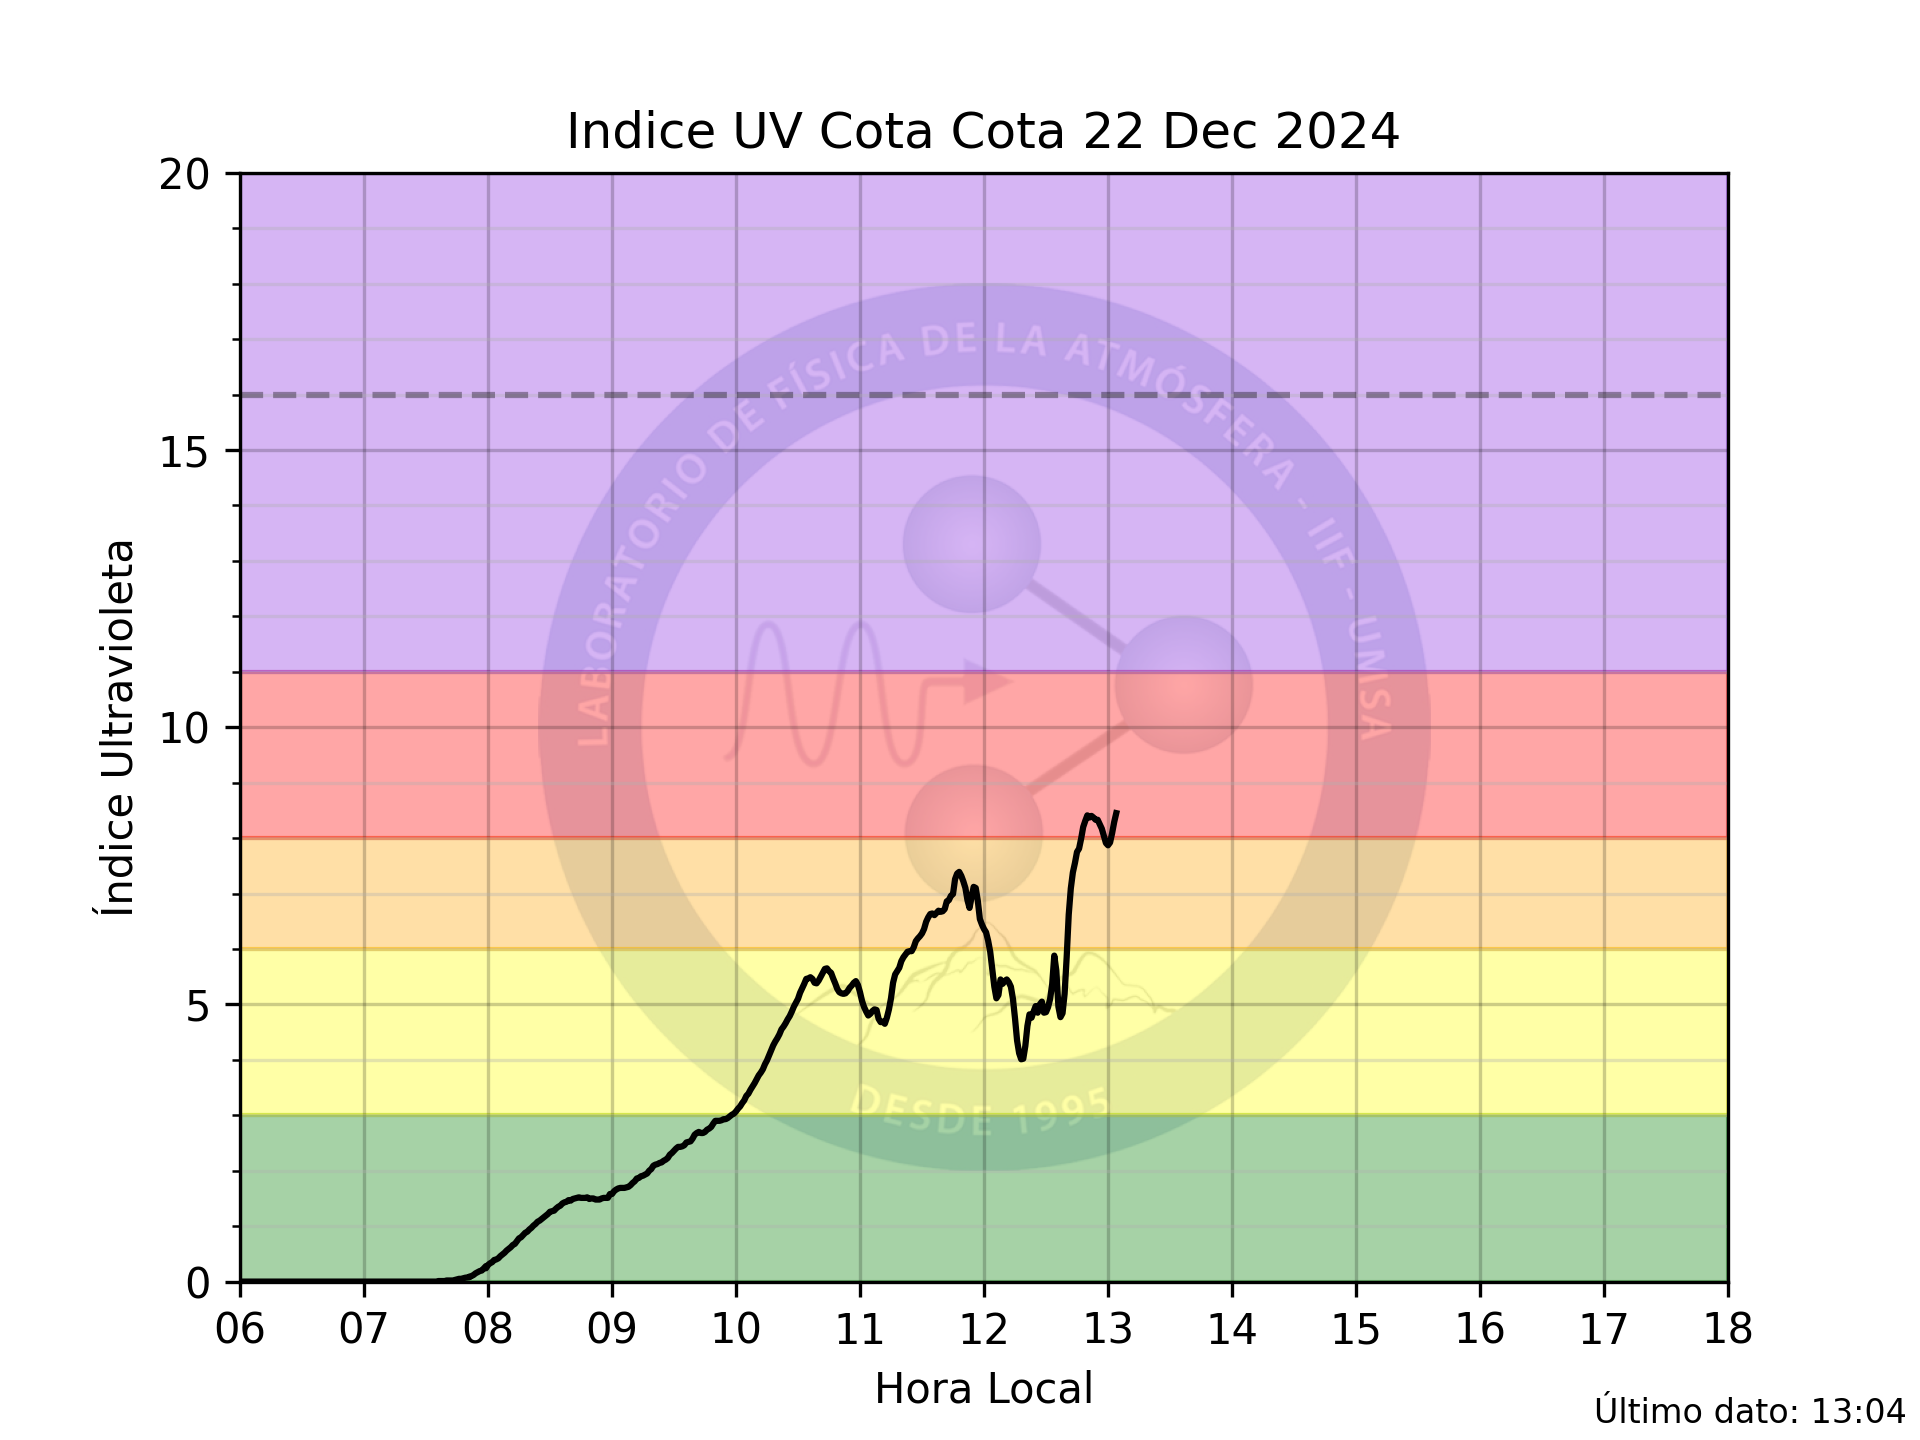 Indice UV Cota Cota 22 Dec 2024
20
15
10
5
0
Índice Ultravioleta
LABORATORIO DE FÍSICA DE LA ATMÓSFERA - IIF - UMSA
DESDE 1995
06 07 08 09 10 11 12 13 14 15 16 17 18
Hora Local
Último dato: 13:04